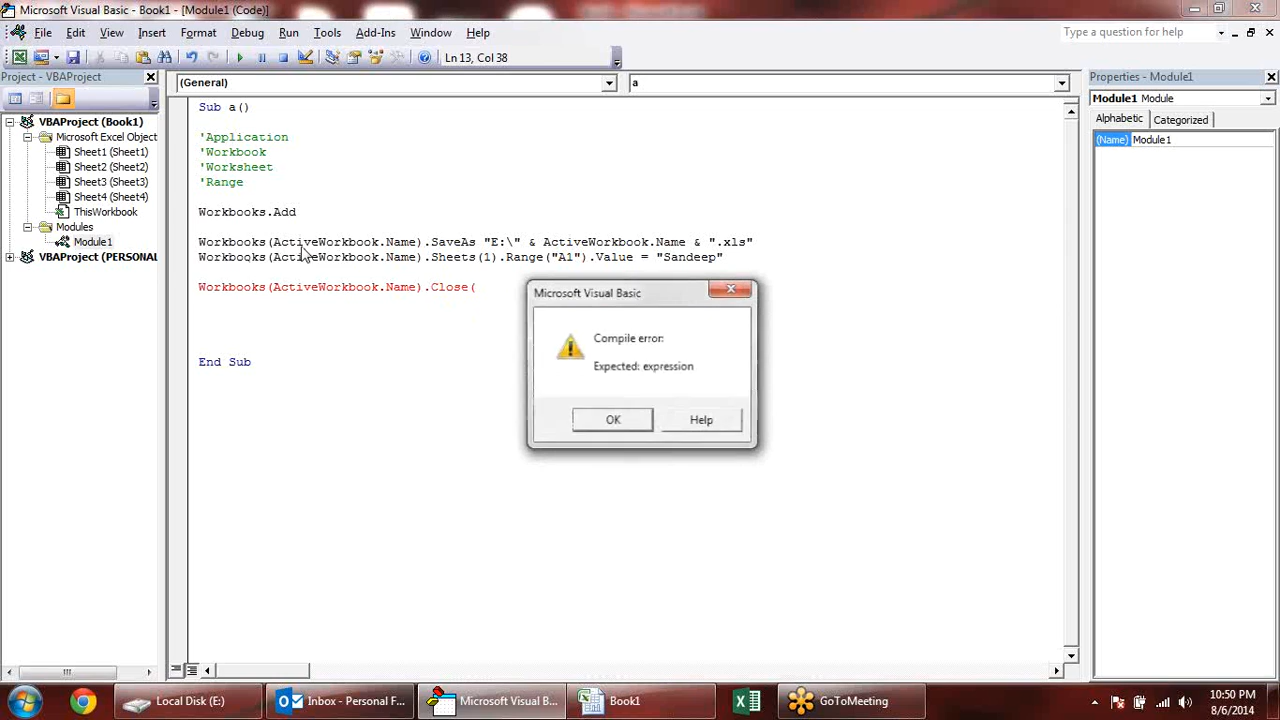 Microsoft Visual Basic - Book1 - [Module1 (Code)]
File Edit View Insert Format Debug Run Tools Add-Ins Window Help
Type a question for help
Ln 13, Col 38
Project - VBAProject
(General)
a
Properties - Module1
Module1 Module
Alphabetic Categorized
(Name) Module1
VBAProject (Book1)
Microsoft Excel Object
Sheet1 (Sheet1)
Sheet2 (Sheet2)
Sheet3 (Sheet3)
Sheet4 (Sheet4)
ThisWorkbook
Modules
Module1
VBAProject (PERSONAL
Sub a()
'Application
'Workbook
'Worksheet
'Range
Workbooks.Add
Workbooks(ActiveWorkbook.Name).SaveAs "E:\" & ActiveWorkbook.Name & ".xls"
Workbooks(ActiveWorkbook.Name).Sheets(1).Range("A1").Value = "Sandeep"
Workbooks(ActiveWorkbook.Name).Close(
End Sub
Microsoft Visual Basic
Compile error:
Expected: expression
OK
Help
Local Disk (E:)
Inbox - Personal F...
Microsoft Visual B...
Book1
GoToMeeting
10:50 PM
8/6/2014